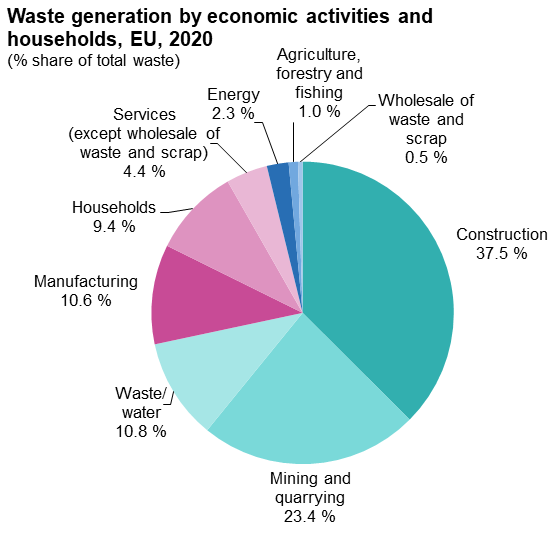 Waste generation by economic activities and
households, EU, 2020
(% share of total waste)
Agriculture,
forestry and
fishing
1.0 %
Wholesale of
waste and
scrap
0.5 %
Energy
2.3 %
Services
(except wholesale of
waste and scrap)
4.4 %
Households
9.4 %
Construction
37.5 %
Manufacturing
10.6 %
Waste/
water
10.8 %
Mining and
quarrying
23.4 %